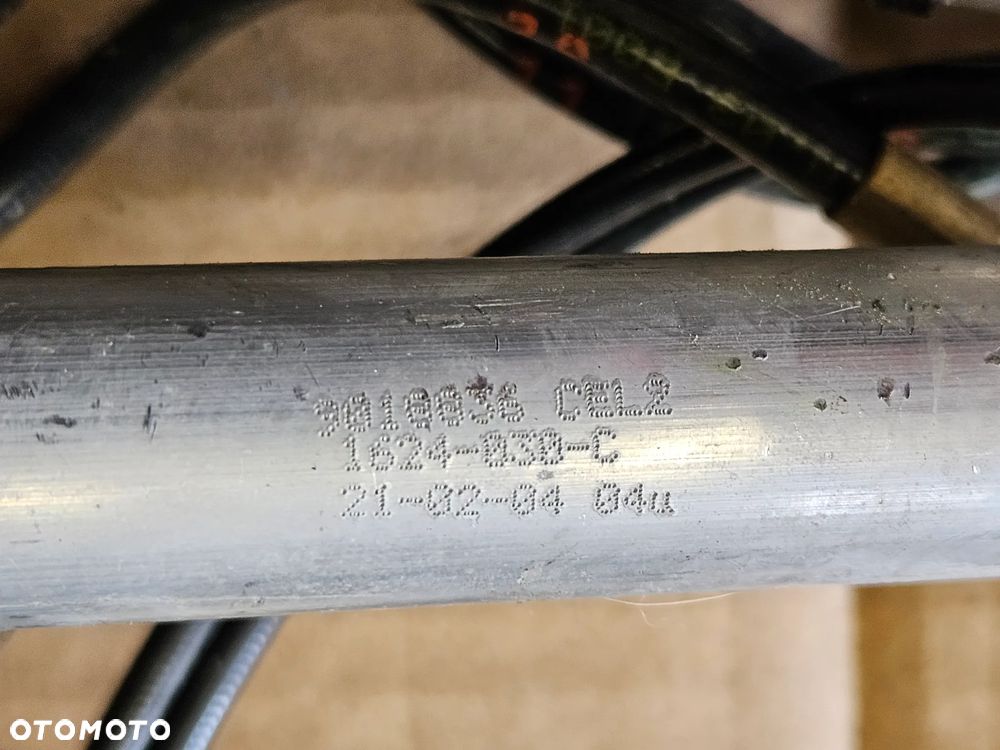 9010036 CEL2
1624-030-C
21-02-04 04u
OTOMOTO